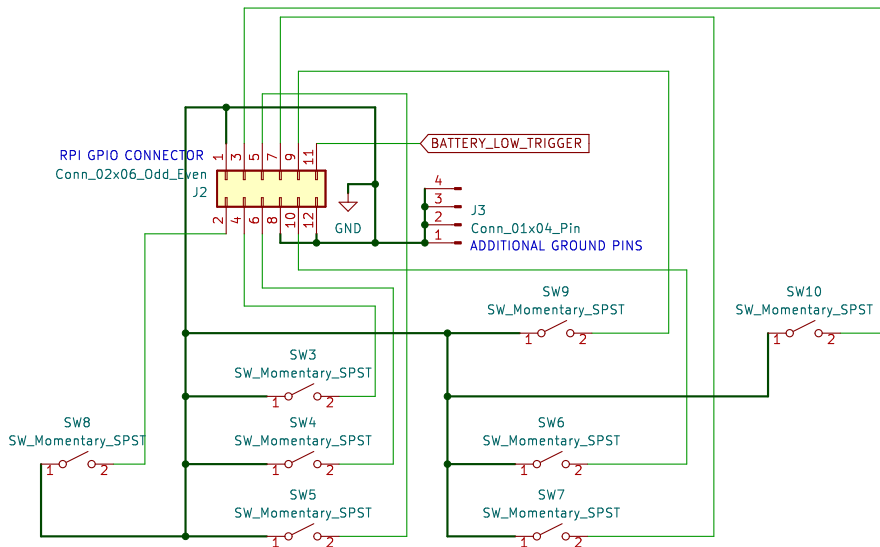 RPI GPIO CONNECTOR
Conn_02x06_Odd_Even
J2
1
3
5
7
9
11
2
4
6
8
10
12
BATTERY_LOW_TRIGGER
GND
4
3
2
1
J3
Conn_01x04_Pin
ADDITIONAL GROUND PINS
SW9
SW_Momentary_SPST
1
2
SW10
SW_Momentary_SPST
1
2
SW3
SW_Momentary_SPST
1
2
SW8
SW_Momentary_SPST
1
2
SW4
SW_Momentary_SPST
1
2
SW6
SW_Momentary_SPST
1
2
SW5
SW_Momentary_SPST
1
2
SW7
SW_Momentary_SPST
1
2